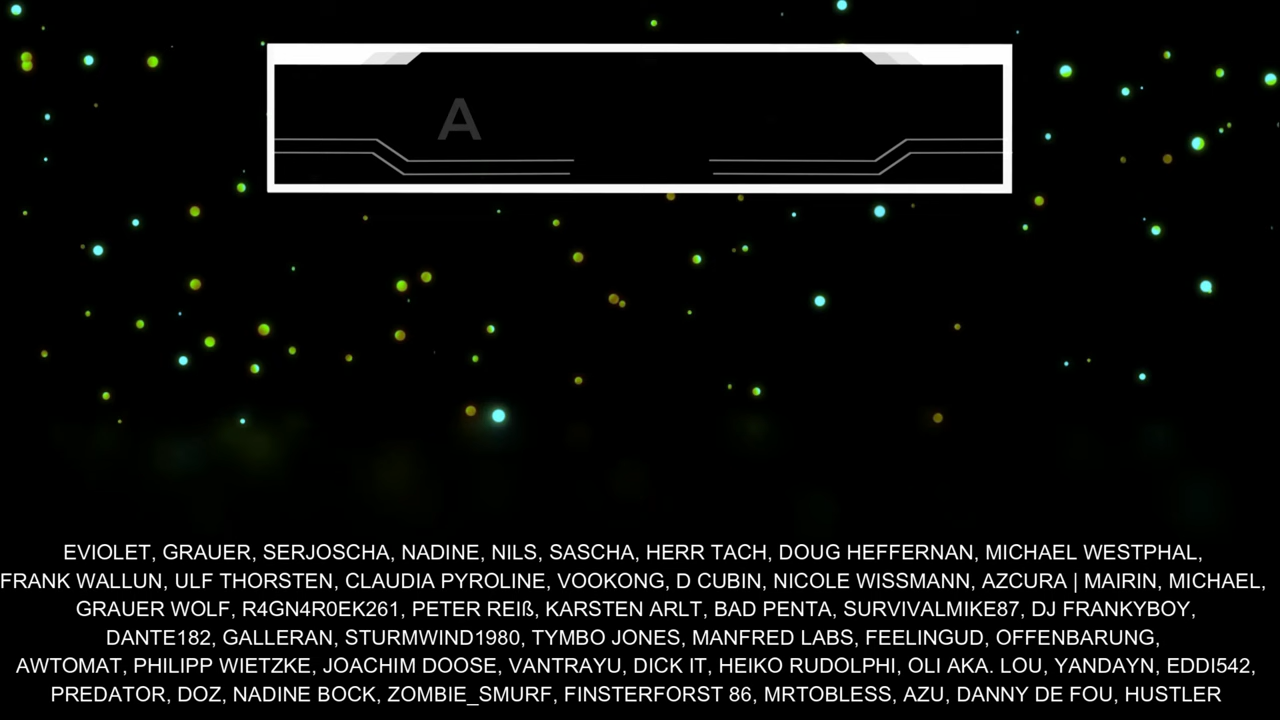 A
EVIOLET, GRAUER, SERJOSCHA, NADINE, NILS, SASCHA, HERR TACH, DOUG HEFFERNAN, MICHAEL WESTPHAL,
FRANK WALLUN, ULF THORSTEN, CLAUDIA PYROLINE, VOOKONG, D CUBIN, NICOLE WISSMANN, AZCURA | MAIRIN, MICHAEL,
GRAUER WOLF, R4GN4R0EK261, PETER REIß, KARSTEN ARLT, BAD PENTA, SURVIVALMIKE87, DJ FRANKYBOY,
DANTE182, GALLERAN, STURMWIND1980, TYMBO JONES, MANFRED LABS, FEELINGUD, OFFENBARUNG,
AWTOMAT, PHILIPP WIETZKE, JOACHIM DOOSE, VANTRAYU, DICK IT, HEIKO RUDOLPHI, OLI AKA. LOU, YANDAYN, EDDI542,
PREDATOR, DOZ, NADINE BOCK, ZOMBIE_SMURF, FINSTERFORST 86, MRTOBLESS, AZU, DANNY DE FOU, HUSTLER